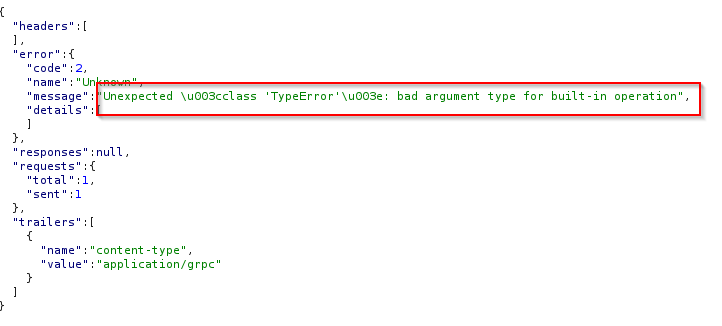 {
"headers":[
],
"error":{
"code":2,
"name":"Unknown",
"message":"Unexpected \u003cclass 'TypeError'\u003e: bad argument type for built-in operation",
"details":[
]
},
"responses":null,
"requests":{
"total":1,
"sent":1
},
"trailers":[
{
"name":"content-type",
"value":"application/grpc"
}
]
}